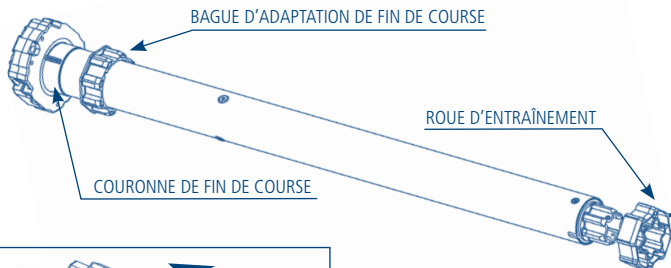 BAGUE D'ADAPTATION DE FIN DE COURSE
ROUE D'ENTRAÎNEMENT
COURONNE DE FIN DE COURSE